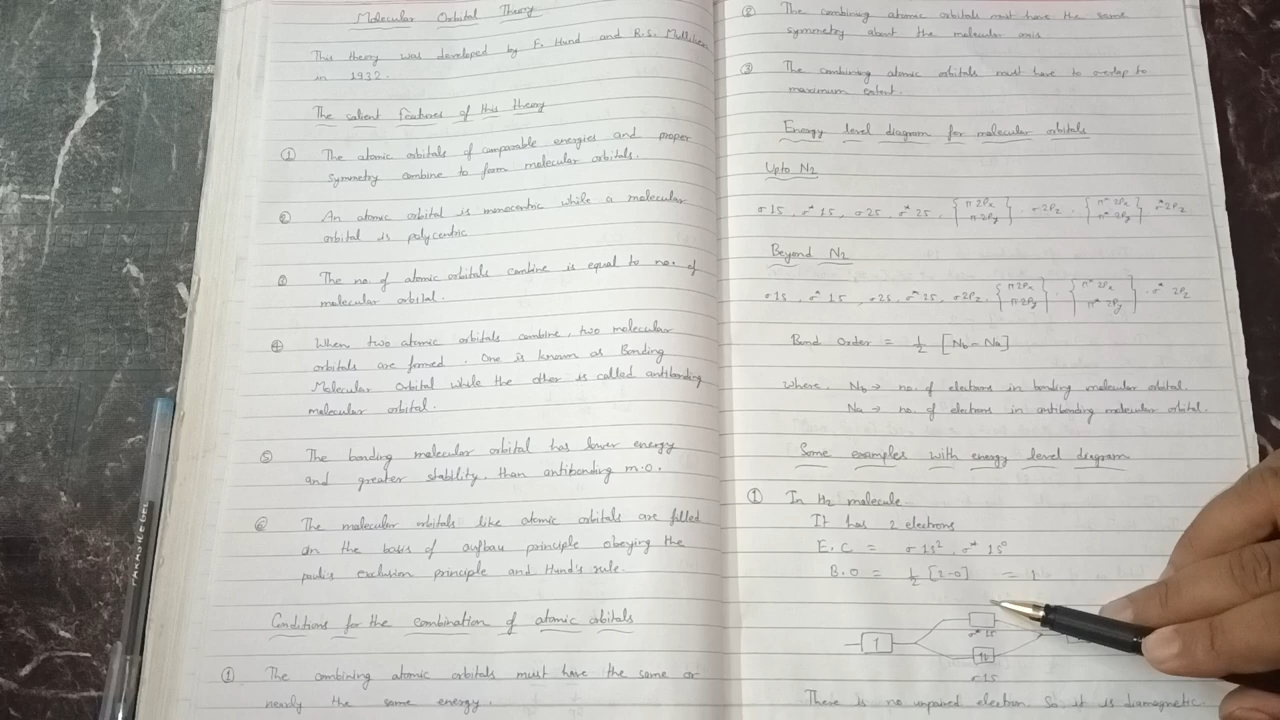 Molecular Orbital Theory
This theory was developed by F. Hund and R.S. Mulliken
in 1932.
The salient features of this theory
① The atomic orbitals of comparable energies and proper
symmetry combine to form molecular orbitals.
② An atomic orbital is monocentric while a molecular
orbital is polycentric
③ The no. of atomic orbitals combine is equal to no. of
molecular orbital.
④ When two atomic orbitals combine, two molecular
orbitals are formed. One is known as Bonding
Molecular Orbital while the other is called antibonding
molecular orbital.
⑤ The bonding molecular orbital has lower energy
and greater stability. than antibonding m.o.
⑥ The molecular orbitals like atomic orbitals are filled
on the basis of aufbau principle obeying the
pauli's exclusion principle and Hund's rule.
Conditions for the combination of atomic orbitals
① The combining atomic orbitals must have the same or
nearly the same energy.
② The combining atomic orbitals must have the same
symmetry about the molecular axis
③ The combining atomic orbitals must have to overlap to
maximum extent.
Energy level diagram for molecular orbitals
Upto N₂
σ1s, σ*1s, σ2s, σ*2s, {π2Px π2Py}, σ2Pz, {π*2Px π*2Py}, σ*2Pz
Beyond N₂
σ1s, σ*1s, σ2s, σ*2s, σ2Pz, {π2Px π2Py}, {π*2Px π*2Py}, σ*2Pz
Bond Order = ½ [Nb - Na]
where, Nb → no. of electrons in bonding molecular orbital.
Na → no. of electrons in antibonding molecular orbital.
Some examples with energy level diagram
① In H₂ molecule.
It has 2 electrons
E.C = σ1s², σ*1s⁰
B.O = ½ [2-0] = 1
σ*1s
1
1↓
σ1s
There is no unpaired electron. So it is diamagnetic.